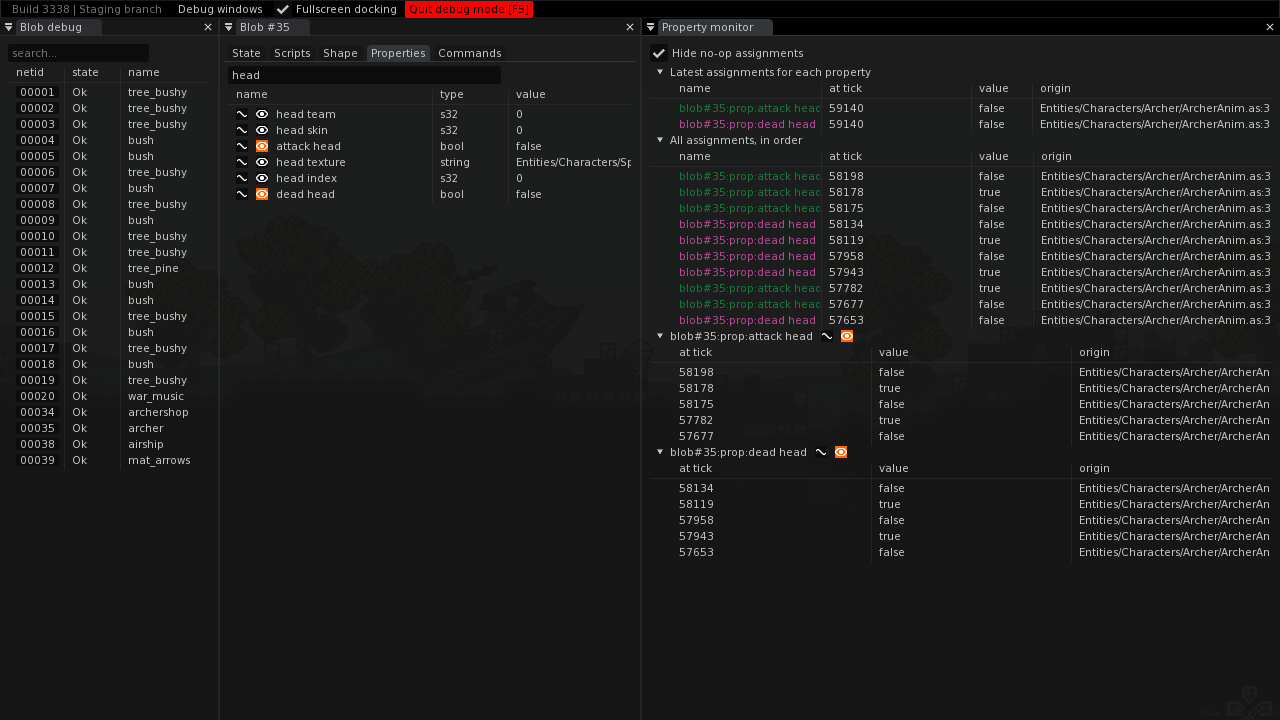 Build 3338 | Staging branch Debug windows Fullscreen docking Quit debug mode [F5]
Blob debug
search...
netid state name
00001 Ok tree_bushy
00002 Ok tree_bushy
00003 Ok tree_bushy
00004 Ok bush
00005 Ok bush
00006 Ok tree_bushy
00007 Ok bush
00008 Ok tree_bushy
00009 Ok bush
00010 Ok tree_bushy
00011 Ok tree_bushy
00012 Ok tree_pine
00013 Ok bush
00014 Ok bush
00015 Ok tree_bushy
00016 Ok bush
00017 Ok tree_bushy
00018 Ok bush
00019 Ok tree_bushy
00020 Ok war_music
00034 Ok archershop
00035 Ok archer
00038 Ok airship
00039 Ok mat_arrows
Blob #35
State Scripts Shape Properties Commands
head
name type value
head team s32 0
head skin s32 0
attack head bool false
head texture string Entities/Characters/Sp
head index s32 0
dead head bool false
Property monitor
Hide no-op assignments
Latest assignments for each property
name at tick value origin
blob#35:prop:attack head 59140 false Entities/Characters/Archer/ArcherAnim.as:3
blob#35:prop:dead head 59140 false Entities/Characters/Archer/ArcherAnim.as:3
All assignments, in order
name at tick value origin
blob#35:prop:attack head 58198 false Entities/Characters/Archer/ArcherAnim.as:3
blob#35:prop:attack head 58178 true Entities/Characters/Archer/ArcherAnim.as:3
blob#35:prop:attack head 58175 false Entities/Characters/Archer/ArcherAnim.as:3
blob#35:prop:dead head 58134 false Entities/Characters/Archer/ArcherAnim.as:3
blob#35:prop:dead head 58119 true Entities/Characters/Archer/ArcherAnim.as:3
blob#35:prop:dead head 57958 false Entities/Characters/Archer/ArcherAnim.as:3
blob#35:prop:dead head 57943 true Entities/Characters/Archer/ArcherAnim.as:3
blob#35:prop:attack head 57782 true Entities/Characters/Archer/ArcherAnim.as:3
blob#35:prop:attack head 57677 false Entities/Characters/Archer/ArcherAnim.as:3
blob#35:prop:dead head 57653 false Entities/Characters/Archer/ArcherAnim.as:3
blob#35:prop:attack head
at tick value origin
58198 false Entities/Characters/Archer/ArcherAn
58178 true Entities/Characters/Archer/ArcherAn
58175 false Entities/Characters/Archer/ArcherAn
57782 true Entities/Characters/Archer/ArcherAn
57677 false Entities/Characters/Archer/ArcherAn
blob#35:prop:dead head
at tick value origin
58134 false Entities/Characters/Archer/ArcherAn
58119 true Entities/Characters/Archer/ArcherAn
57958 false Entities/Characters/Archer/ArcherAn
57943 true Entities/Characters/Archer/ArcherAn
57653 false Entities/Characters/Archer/ArcherAn